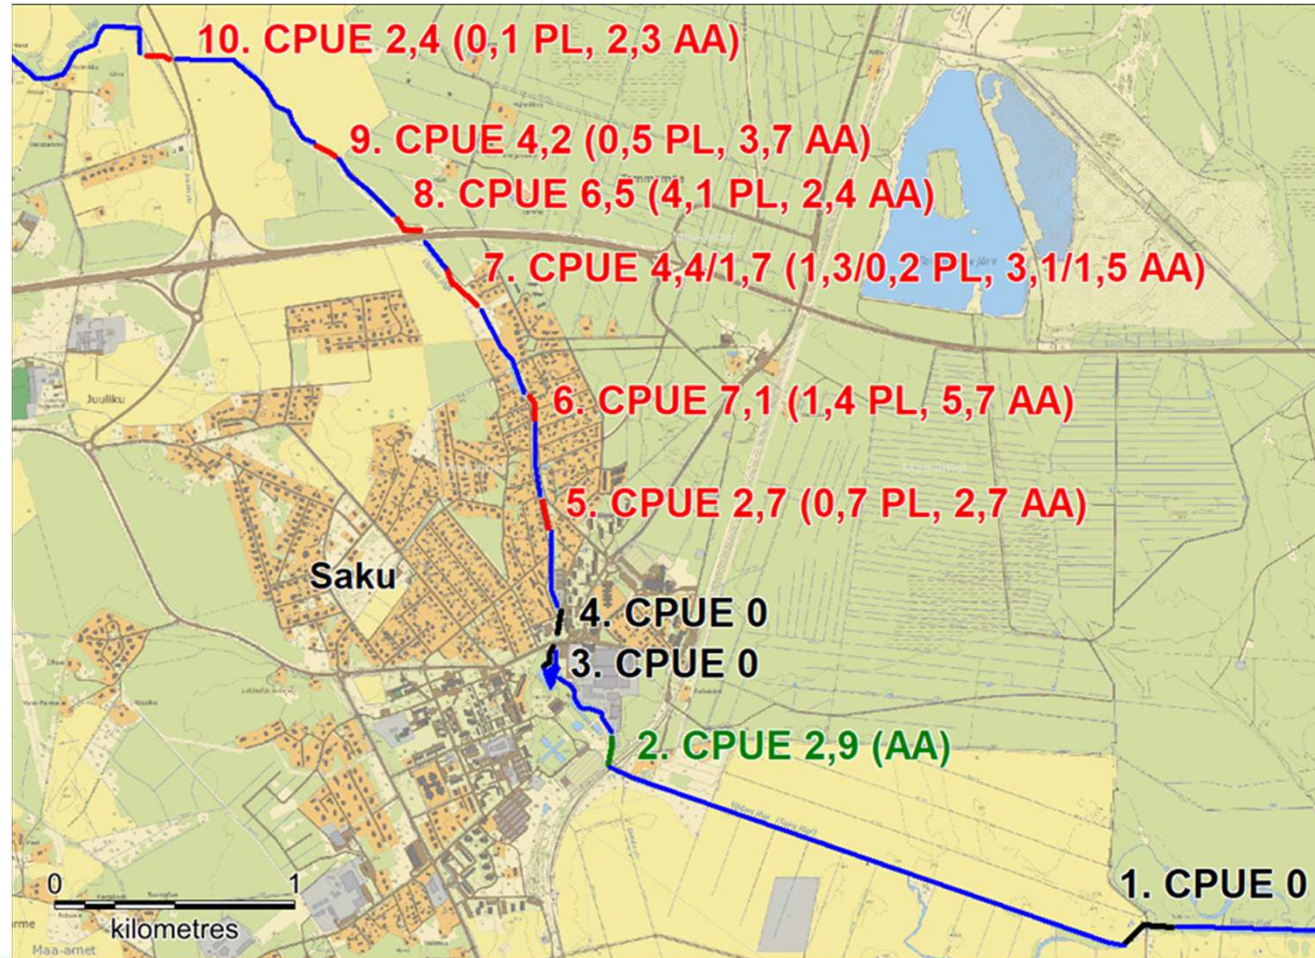 10. CPUE 2,4 (0,1 PL, 2,3 AA)
9. CPUE 4,2 (0,5 PL, 3,7 AA)
8. CPUE 6,5 (4,1 PL, 2,4 AA)
7. CPUE 4,4/1,7 (1,3/0,2 PL, 3,1/1,5 AA)
Juuliku
6. CPUE 7,1 (1,4 PL, 5,7 AA)
5. CPUE 2,7 (0,7 PL, 2,7 AA)
Saku
4. CPUE 0
3. CPUE 0
2. CPUE 2,9 (AA)
1. CPUE 0
0 1
kilometres
Maa-amet